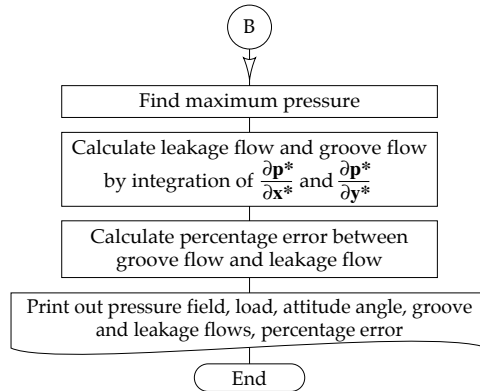 B
Find maximum pressure
Calculate leakage flow and groove flow
by integration of ∂p*/∂x* and ∂p*/∂y*
Calculate percentage error between
groove flow and leakage flow
Print out pressure field, load, attitude angle, groove
and leakage flows, percentage error
End